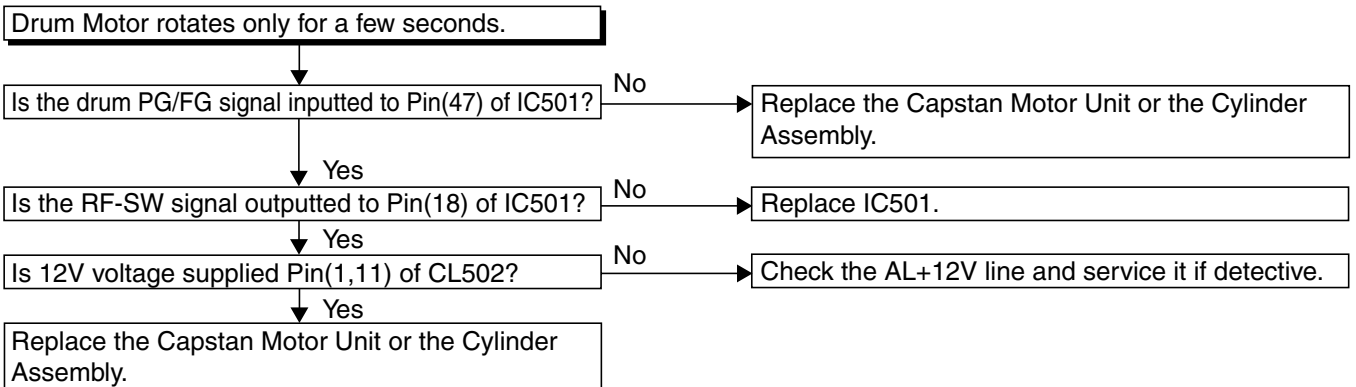 Drum Motor rotates only for a few seconds.
Is the drum PG/FG signal inputted to Pin(47) of IC501?
No
Replace the Capstan Motor Unit or the Cylinder
Assembly.
Yes
Is the RF-SW signal outputted to Pin(18) of IC501?
No
Replace IC501.
Yes
Is 12V voltage supplied Pin(1,11) of CL502?
No
Check the AL+12V line and service it if detective.
Yes
Replace the Capstan Motor Unit or the Cylinder
Assembly.